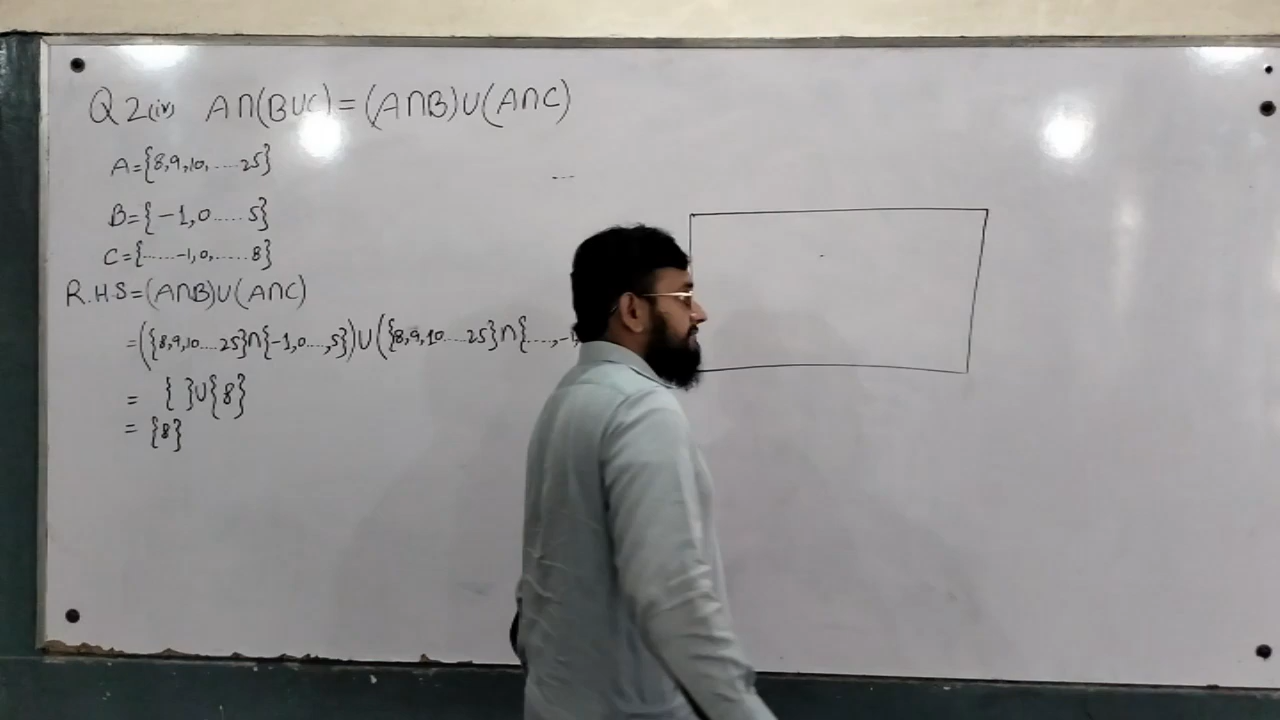 Q 2(iv) A∩(B∪C)=(A∩B)∪(A∩C)
A={8,9,10,.....25}
B={-1,0.....5}
C={......-1,0,......8}
R.H.S=(A∩B)∪(A∩C)
=({8,9,10....25}∩{-1,0...,5})∪({8,9,10....25}∩{....,-1
= { }∪{8}
= {8}